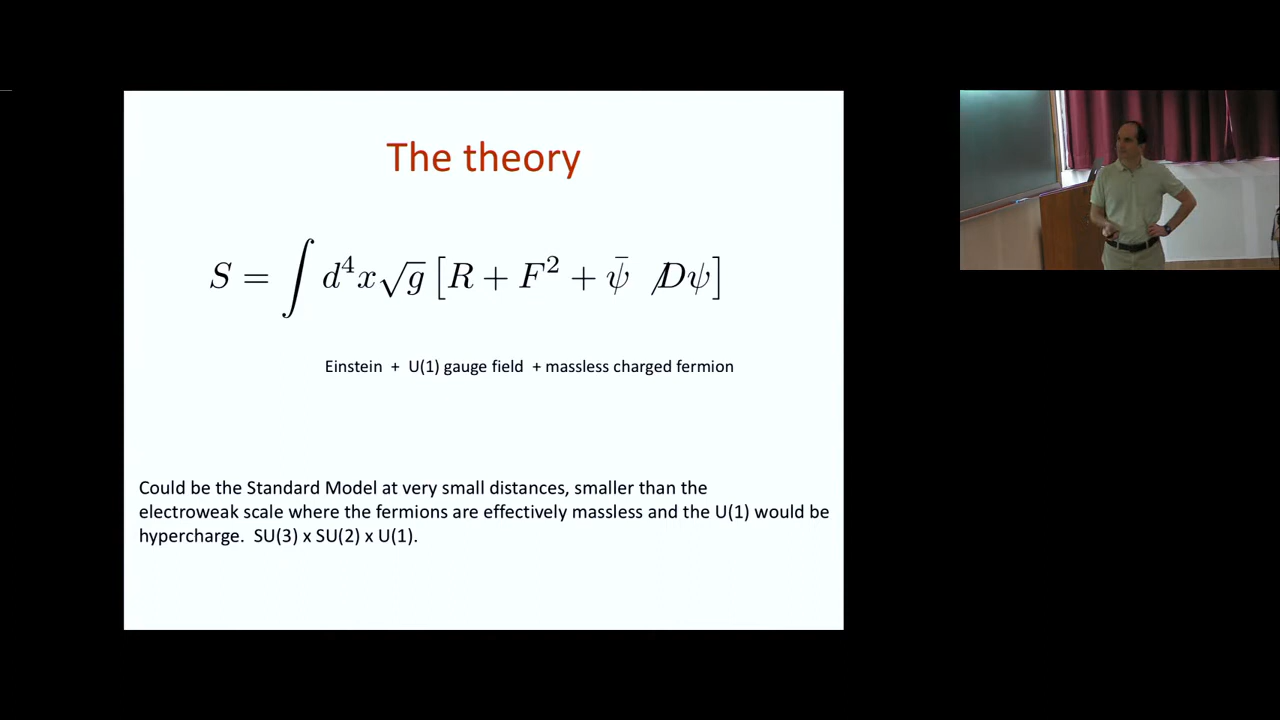 The theory
S = ∫ d⁴x√g [R + F² + ψ̄ D̸ψ]
Einstein + U(1) gauge field + massless charged fermion
Could be the Standard Model at very small distances, smaller than the
electroweak scale where the fermions are effectively massless and the U(1) would be
hypercharge. SU(3) x SU(2) x U(1).